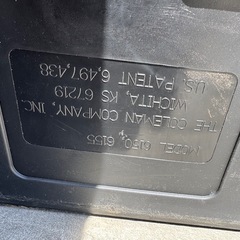 MODEL 6150, 6155
THE COLEMAN COMPANY, INC.
WICHITA, KS 67219
U.S. PATENT 6,497,438